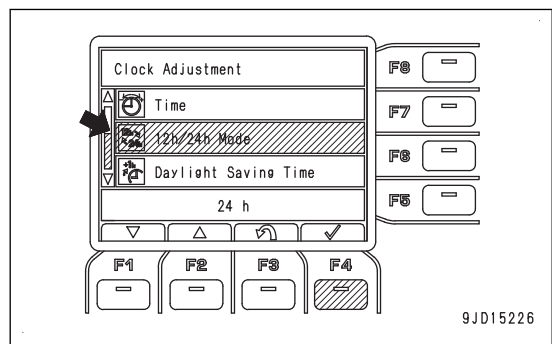 Clock Adjustment
Time
12h/24h Mode
Daylight Saving Time
24 h
F8
F7
F6
F5
F1
F2
F3
F4
9JD15226